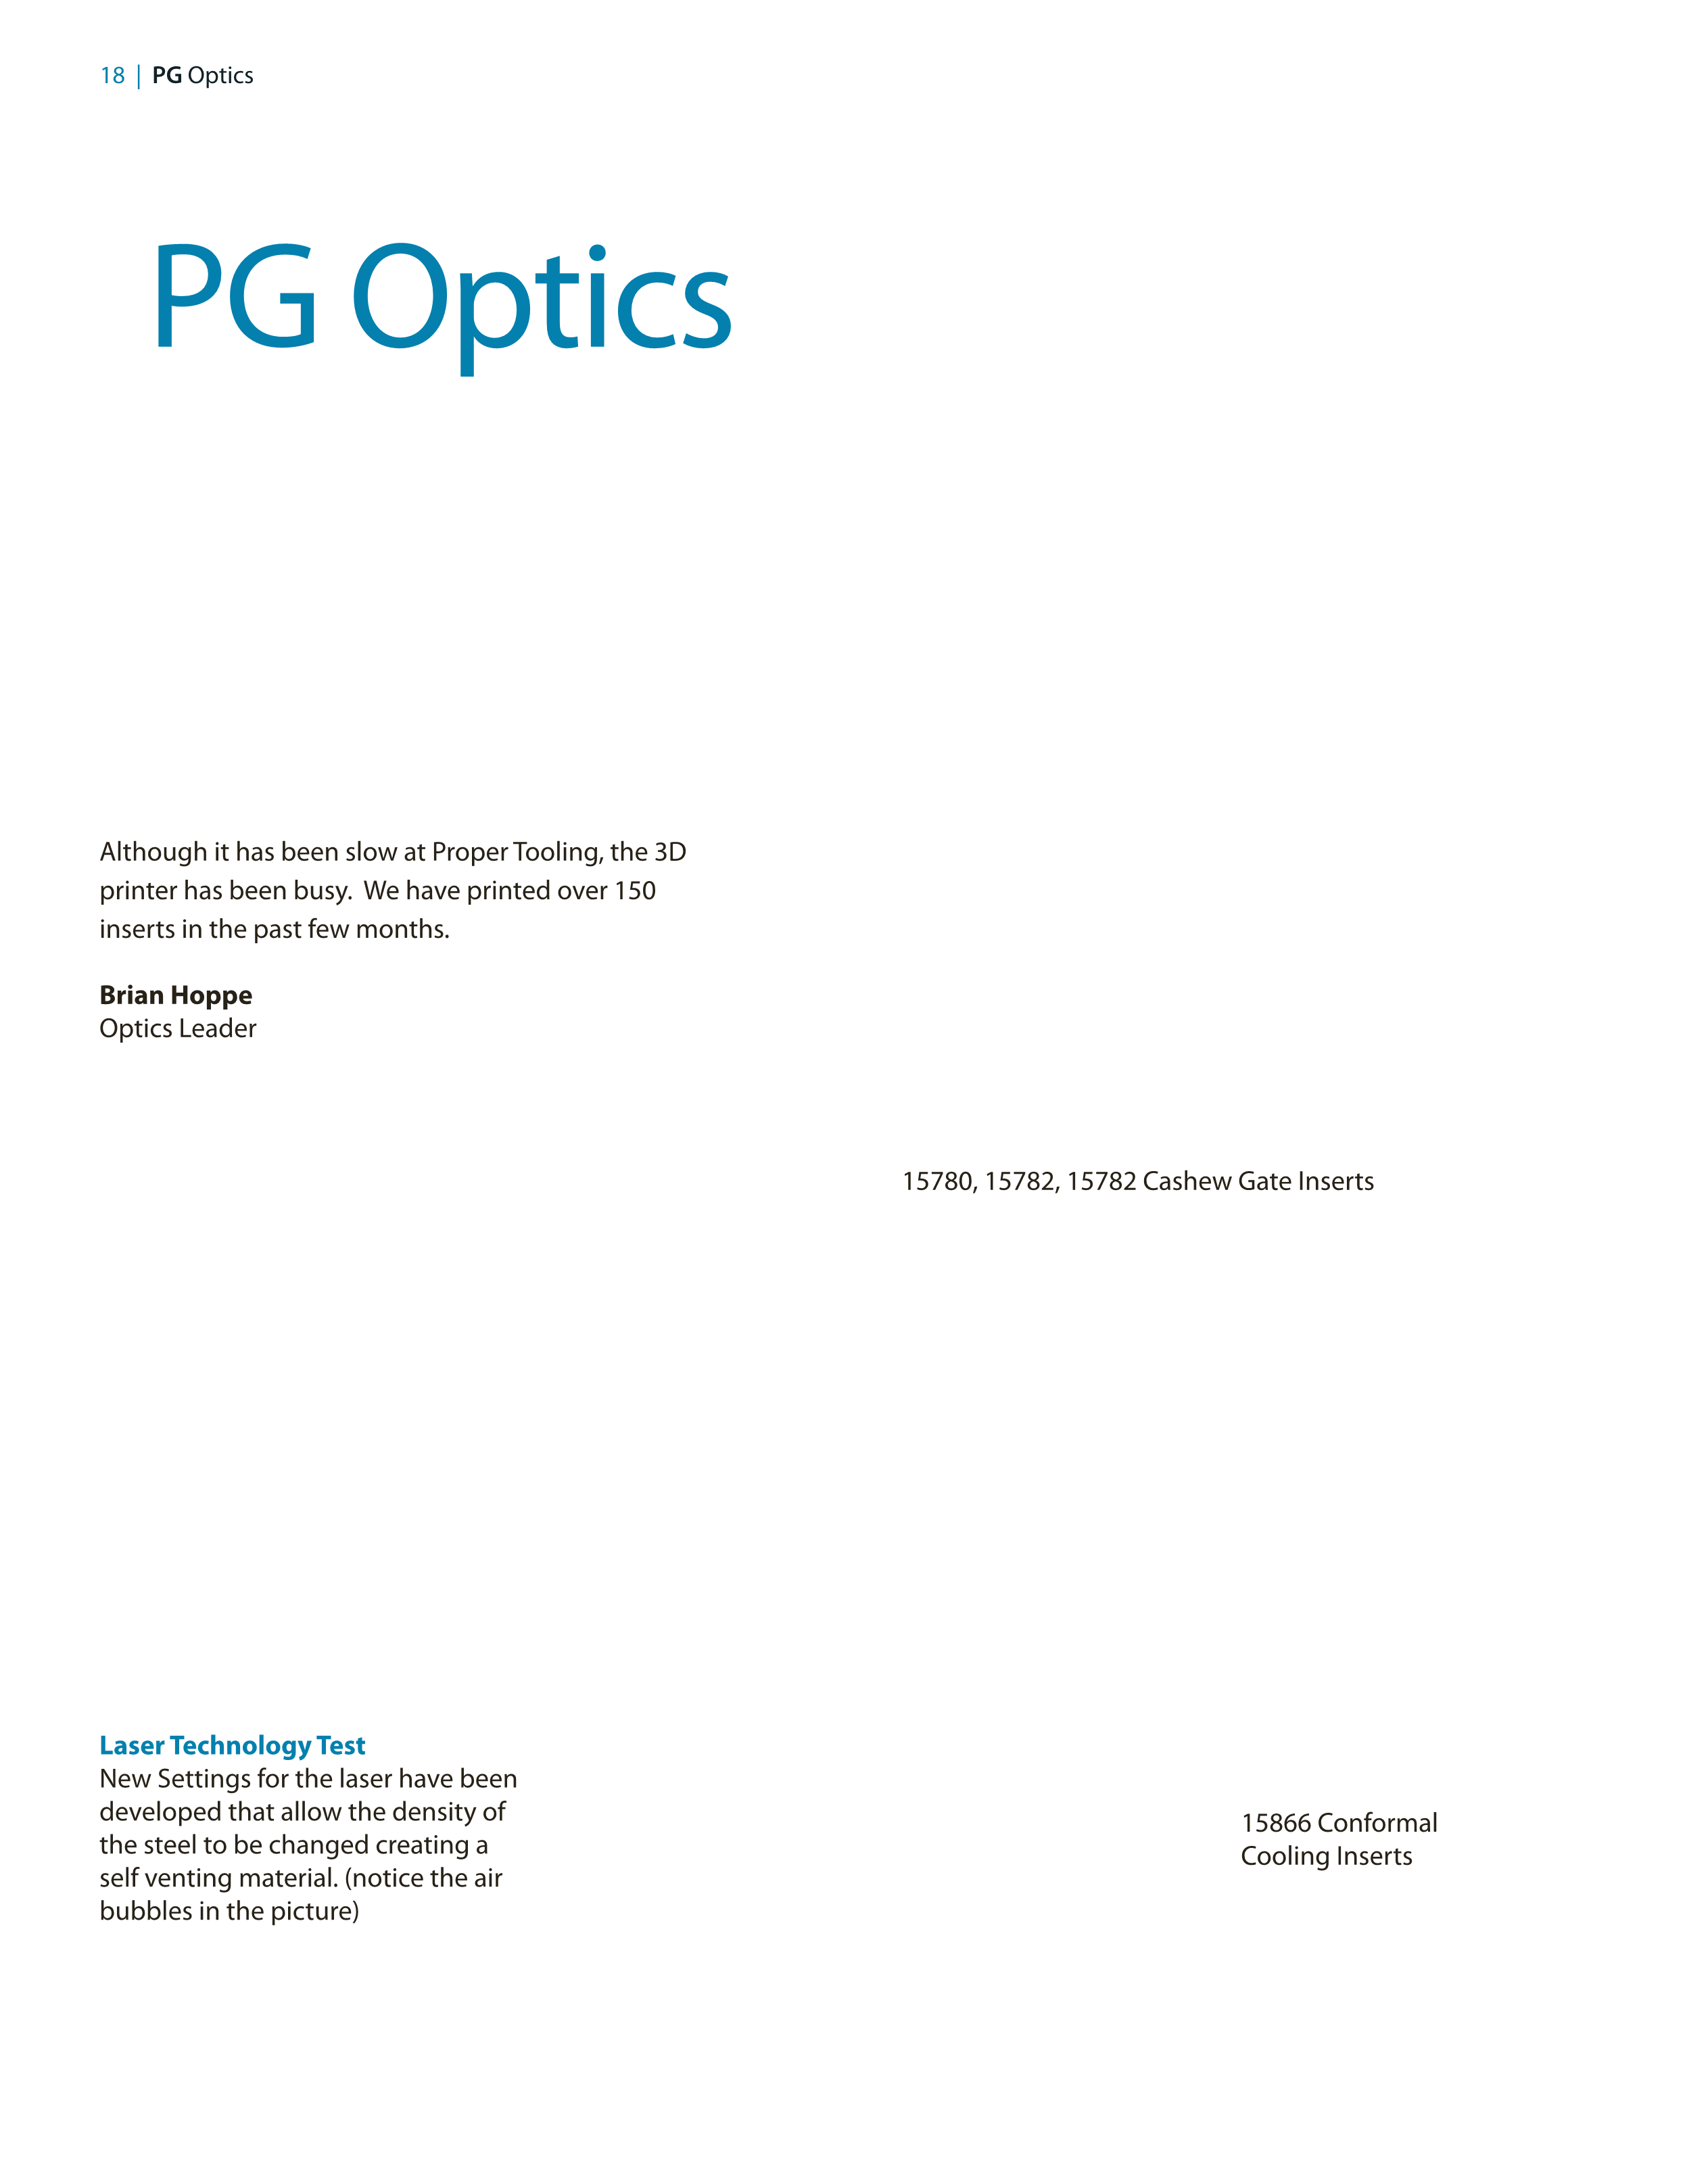 18 | PG Optics
PG Optics
Although it has been slow at Proper Tooling, the 3D
printer has been busy.  We have printed over 150
inserts in the past few months.
Brian Hoppe
Optics Leader
15780, 15782, 15782 Cashew Gate Inserts
Laser Technology Test
New Settings for the laser have been
developed that allow the density of
the steel to be changed creating a
self venting material. (notice the air
bubbles in the picture)
15866 Conformal
Cooling Inserts